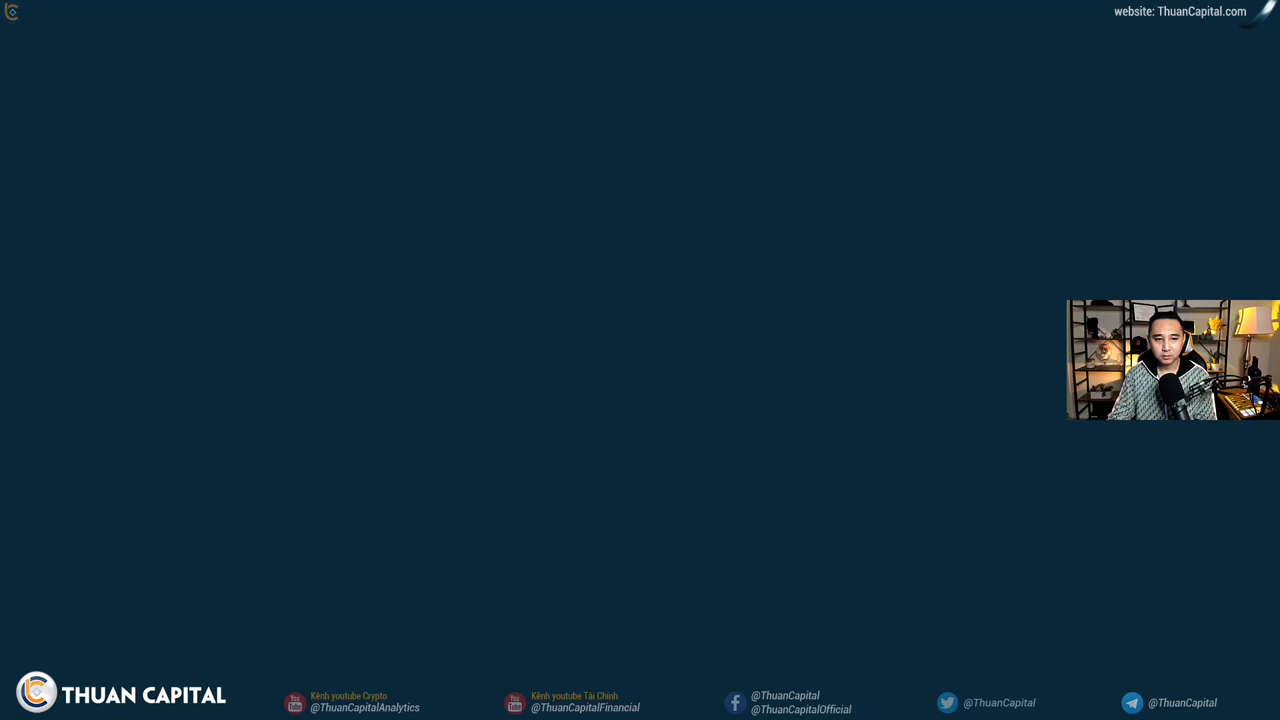 website: ThuanCapital.com
THUAN CAPITAL
Kênh youtube Crypto
@ThuanCapitalAnalytics
Kênh youtube Tài Chính
@ThuanCapitalFinancial
@ThuanCapital
@ThuanCapitalOfficial
@ThuanCapital
@ThuanCapital